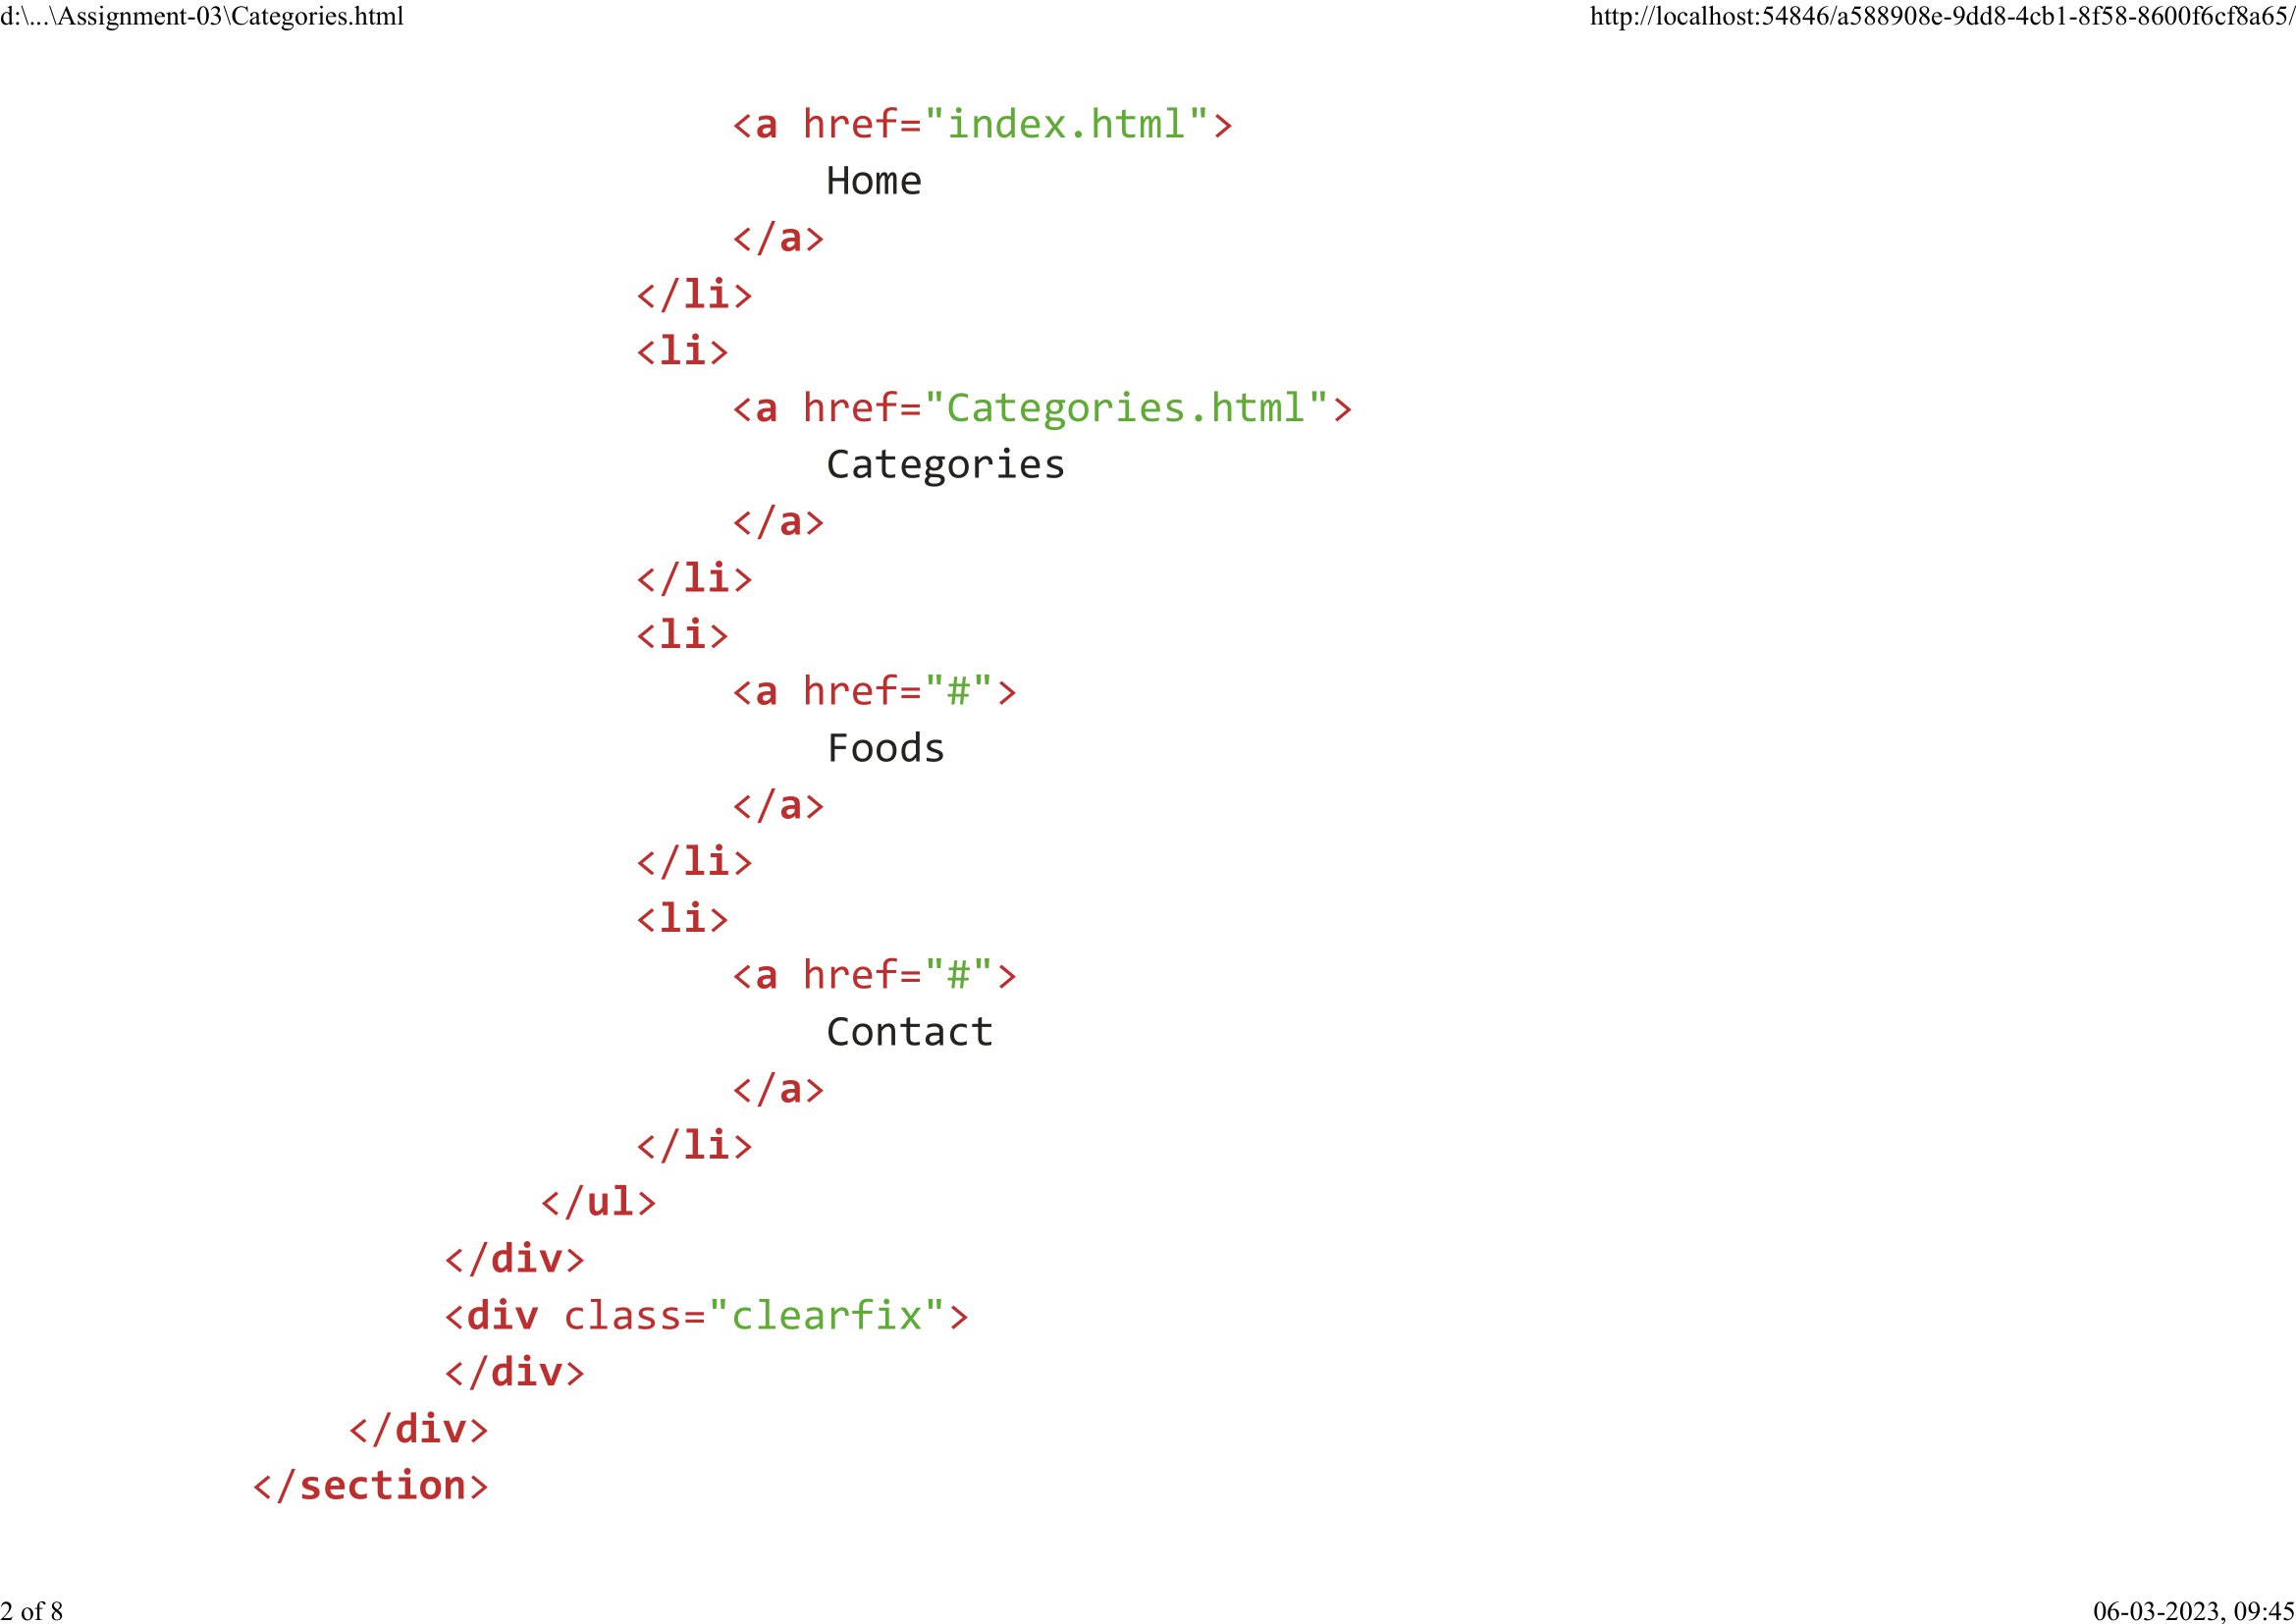 d:\...\Assignment-03\Categories.html
http://localhost:54846/a588908e-9dd8-4cb1-8f58-8600f6cf8a65/
<a href="index.html">
Home
</a>
</li>
<li>
<a href="Categories.html">
Categories
</a>
</li>
<li>
<a href="#">
Foods
</a>
</li>
<li>
<a href="#">
Contact
</a>
</li>
</ul>
</div>
<div class="clearfix">
</div>
</div>
</section>
2 of 8
06-03-2023, 09:45